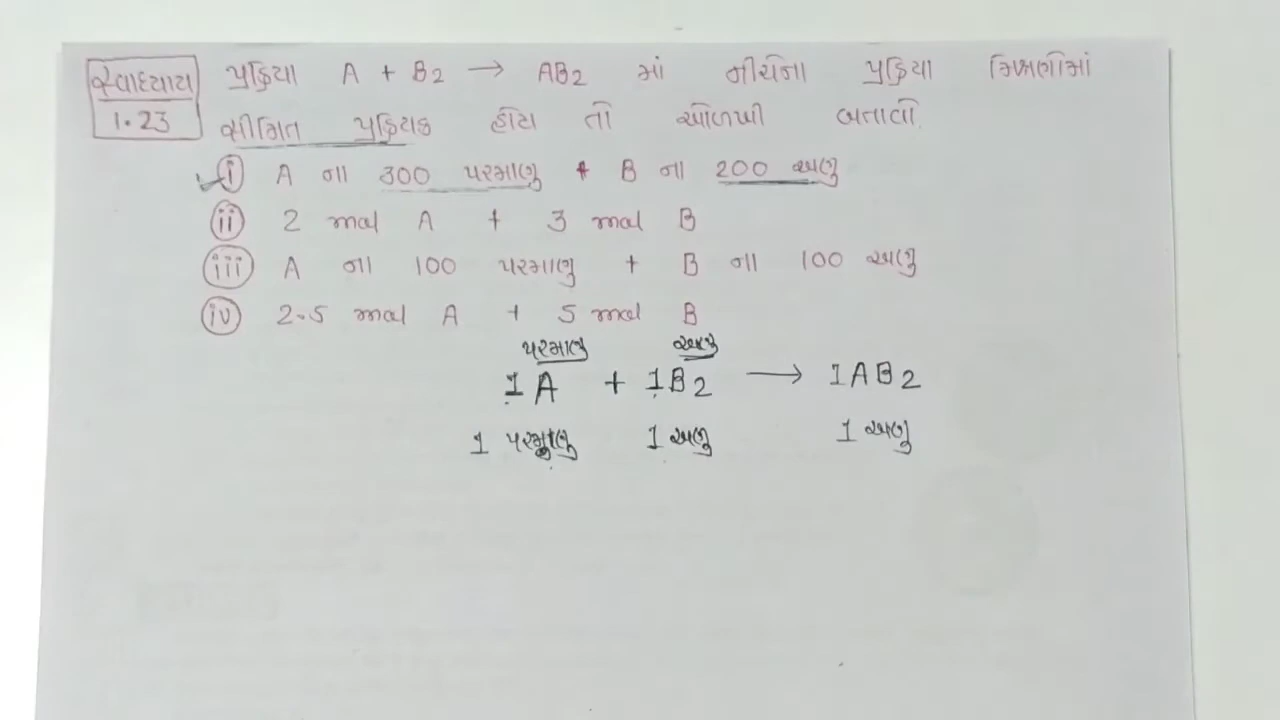 સ્વાધ્યાય 1.23
પ્રક્રિયા A + B2 → AB2 માં નીચેના પ્રક્રિયા મિશ્રણોમાં
સીમિત પ્રક્રિયક હોય તો ઓળખી બતાવો.
(i) A ના 300 પરમાણુ + B ના 200 અણુ
(ii) 2 mol A + 3 mol B
(iii) A ના 100 પરમાણુ + B ના 100 અણુ
(iv) 2.5 mol A + 5 mol B
પરમાણુ અણુ
1A + 1B2 → 1AB2
1 પરમાણુ 1 અણુ 1 અણુ